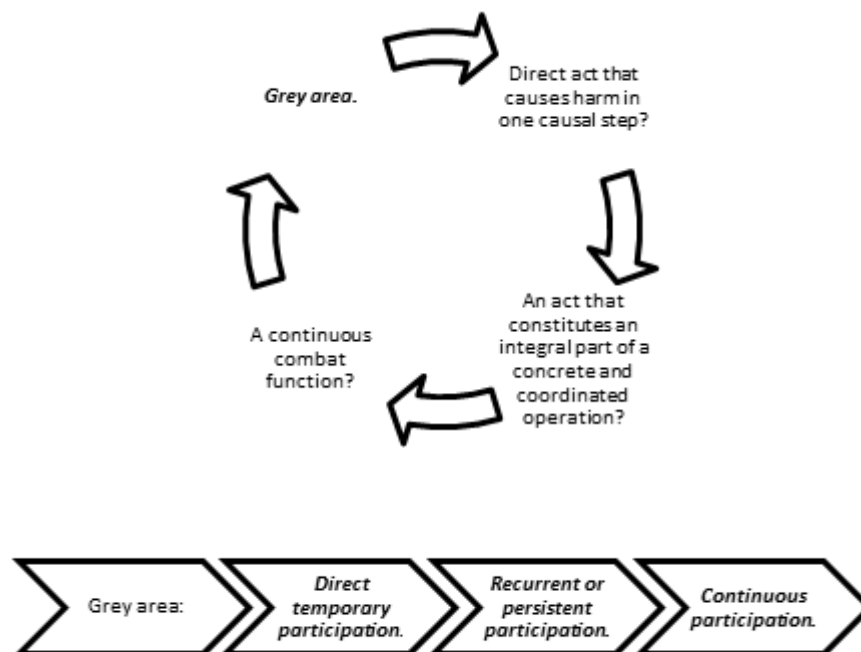 Grey area.
Direct act that
causes harm in
one causal step?
An act that
constitutes an
integral part of a
concrete and
coordinated
operation?
A continuous
combat
function?
Grey area:
Direct
temporary
participation.
Recurrent or
persistent
participation.
Continuous
participation.